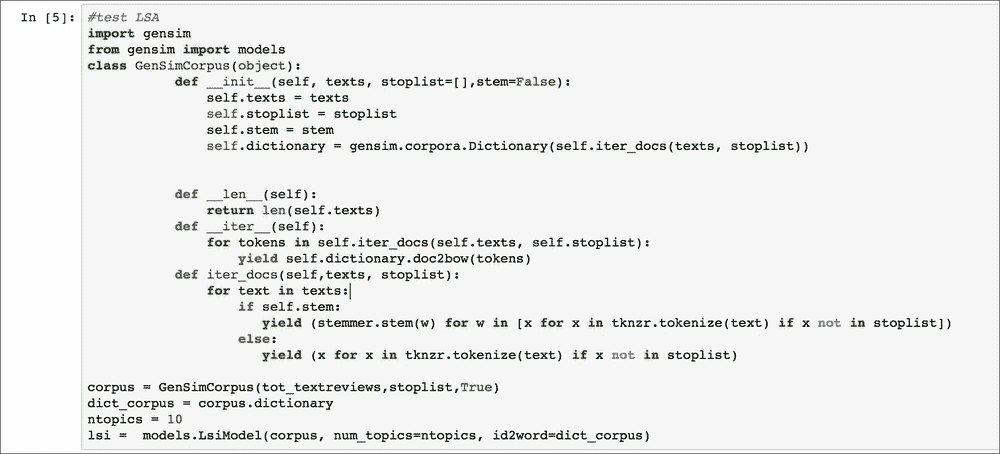 In [5]: #test LSA
import gensim
from gensim import models
class GenSimCorpus(object):
           def __init__(self, texts, stoplist=[],stem=False):
               self.texts = texts
               self.stoplist = stoplist
               self.stem = stem
               self.dictionary = gensim.corpora.Dictionary(self.iter_docs(texts, stoplist))

           def __len__(self):
               return len(self.texts)
           def __iter__(self):
               for tokens in self.iter_docs(self.texts, self.stoplist):
                   yield self.dictionary.doc2bow(tokens)
           def iter_docs(self,texts, stoplist):
               for text in texts:
                   if self.stem:
                      yield (stemmer.stem(w) for w in [x for x in tknzr.tokenize(text) if x not in stoplist])
                   else:
                      yield (x for x in tknzr.tokenize(text) if x not in stoplist)

corpus = GenSimCorpus(tot_textreviews,stoplist,True)
dict_corpus = corpus.dictionary
ntopics = 10
lsi =  models.LsiModel(corpus, num_topics=ntopics, id2word=dict_corpus)